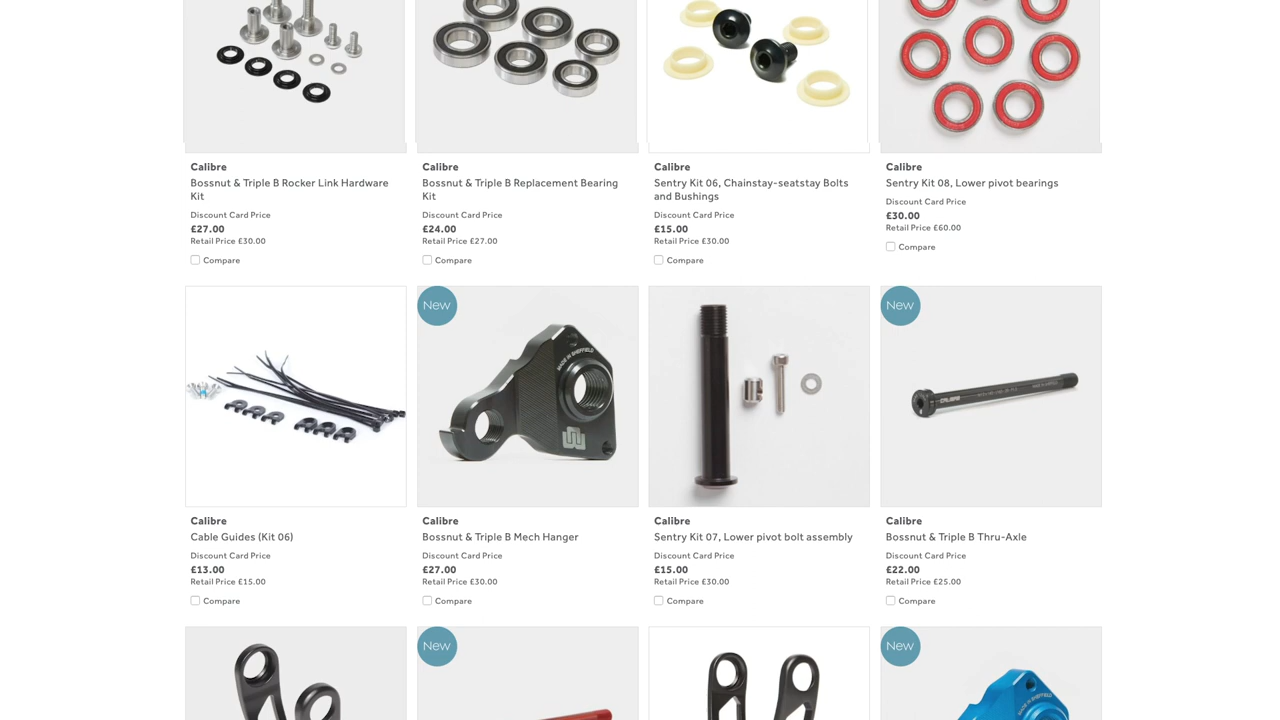 Calibre
Bossnut & Triple B Rocker Link Hardware
Kit
Discount Card Price
£27.00
Retail Price £30.00
Compare
Calibre
Bossnut & Triple B Replacement Bearing
Kit
Discount Card Price
£24.00
Retail Price £27.00
Compare
Calibre
Sentry Kit 06, Chainstay-seatstay Bolts
and Bushings
Discount Card Price
£15.00
Retail Price £30.00
Compare
Calibre
Sentry Kit 08, Lower pivot bearings
Discount Card Price
£30.00
Retail Price £60.00
Compare
Calibre
Cable Guides (Kit 06)
Discount Card Price
£13.00
Retail Price £15.00
Compare
New
MADE IN SHEFFIELD
Calibre
Bossnut & Triple B Mech Hanger
Discount Card Price
£27.00
Retail Price £30.00
Compare
Calibre
Sentry Kit 07, Lower pivot bolt assembly
Discount Card Price
£15.00
Retail Price £30.00
Compare
New
CALIBRE
Calibre
Bossnut & Triple B Thru-Axle
Discount Card Price
£22.00
Retail Price £25.00
Compare
New
New
MADE IN SHEFFIELD